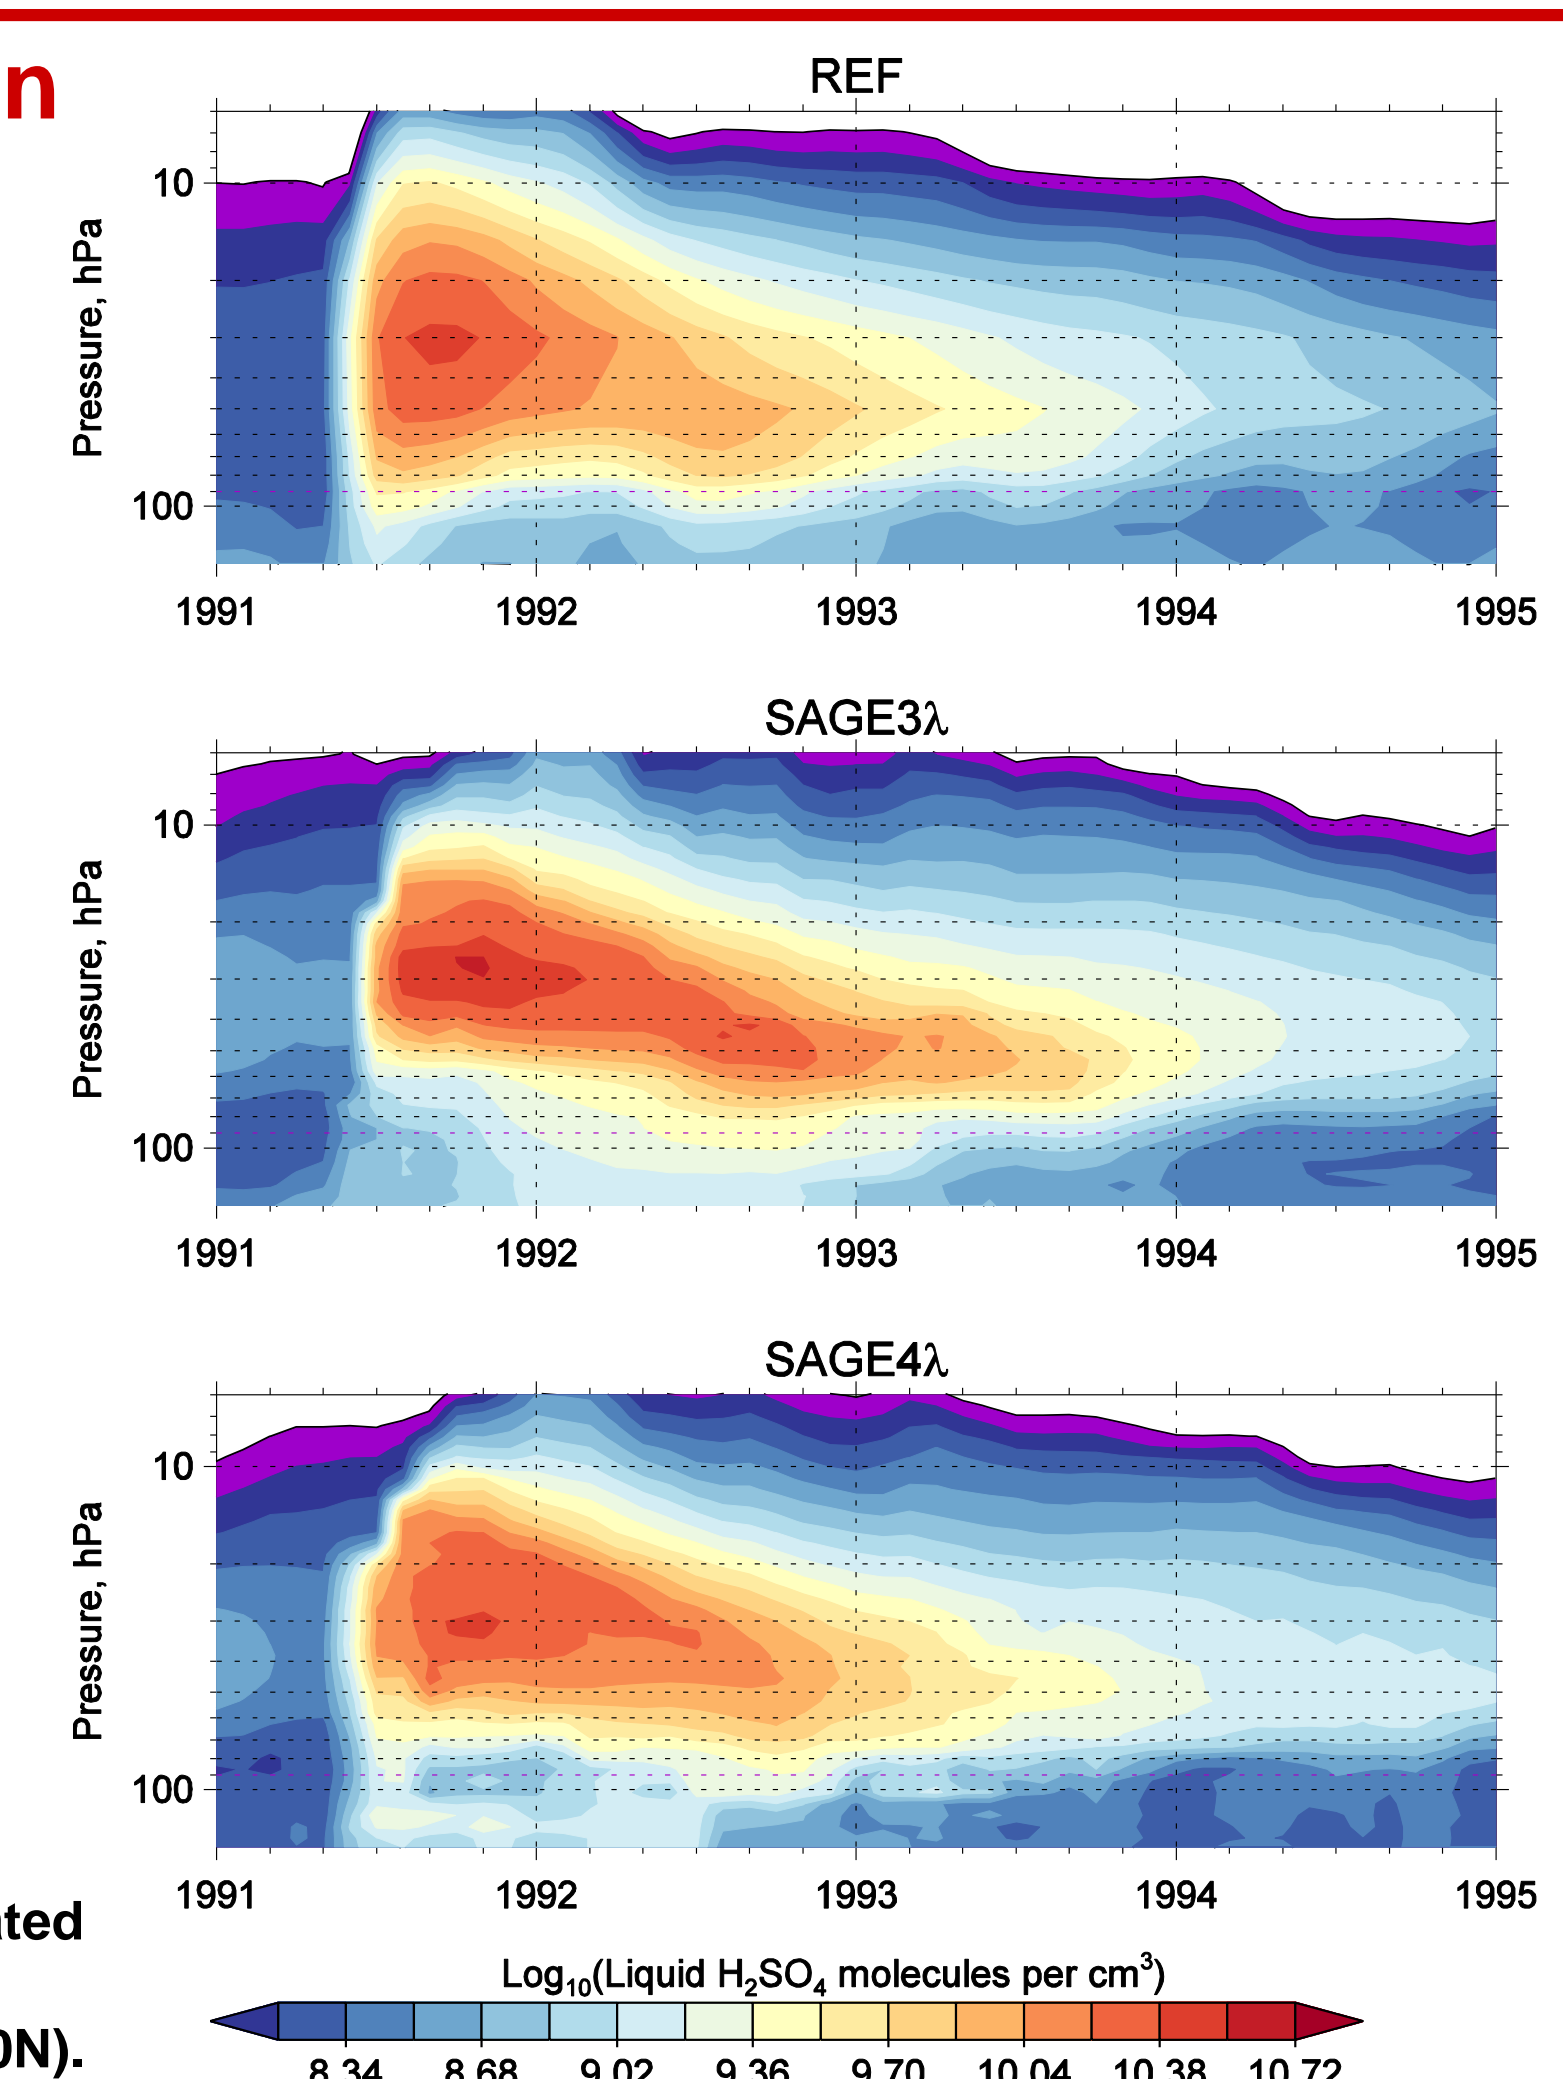 n
REF
Pressure, hPa
10
100
1991 1992 1993 1994 1995
SAGE3λ
Pressure, hPa
10
100
1991 1992 1993 1994 1995
SAGE4λ
Pressure, hPa
10
100
1991 1992 1993 1994 1995
ated
Log₁₀(Liquid H₂SO₄ molecules per cm³)
0N).
8.34 8.68 9.02 9.36 9.70 10.04 10.38 10.72